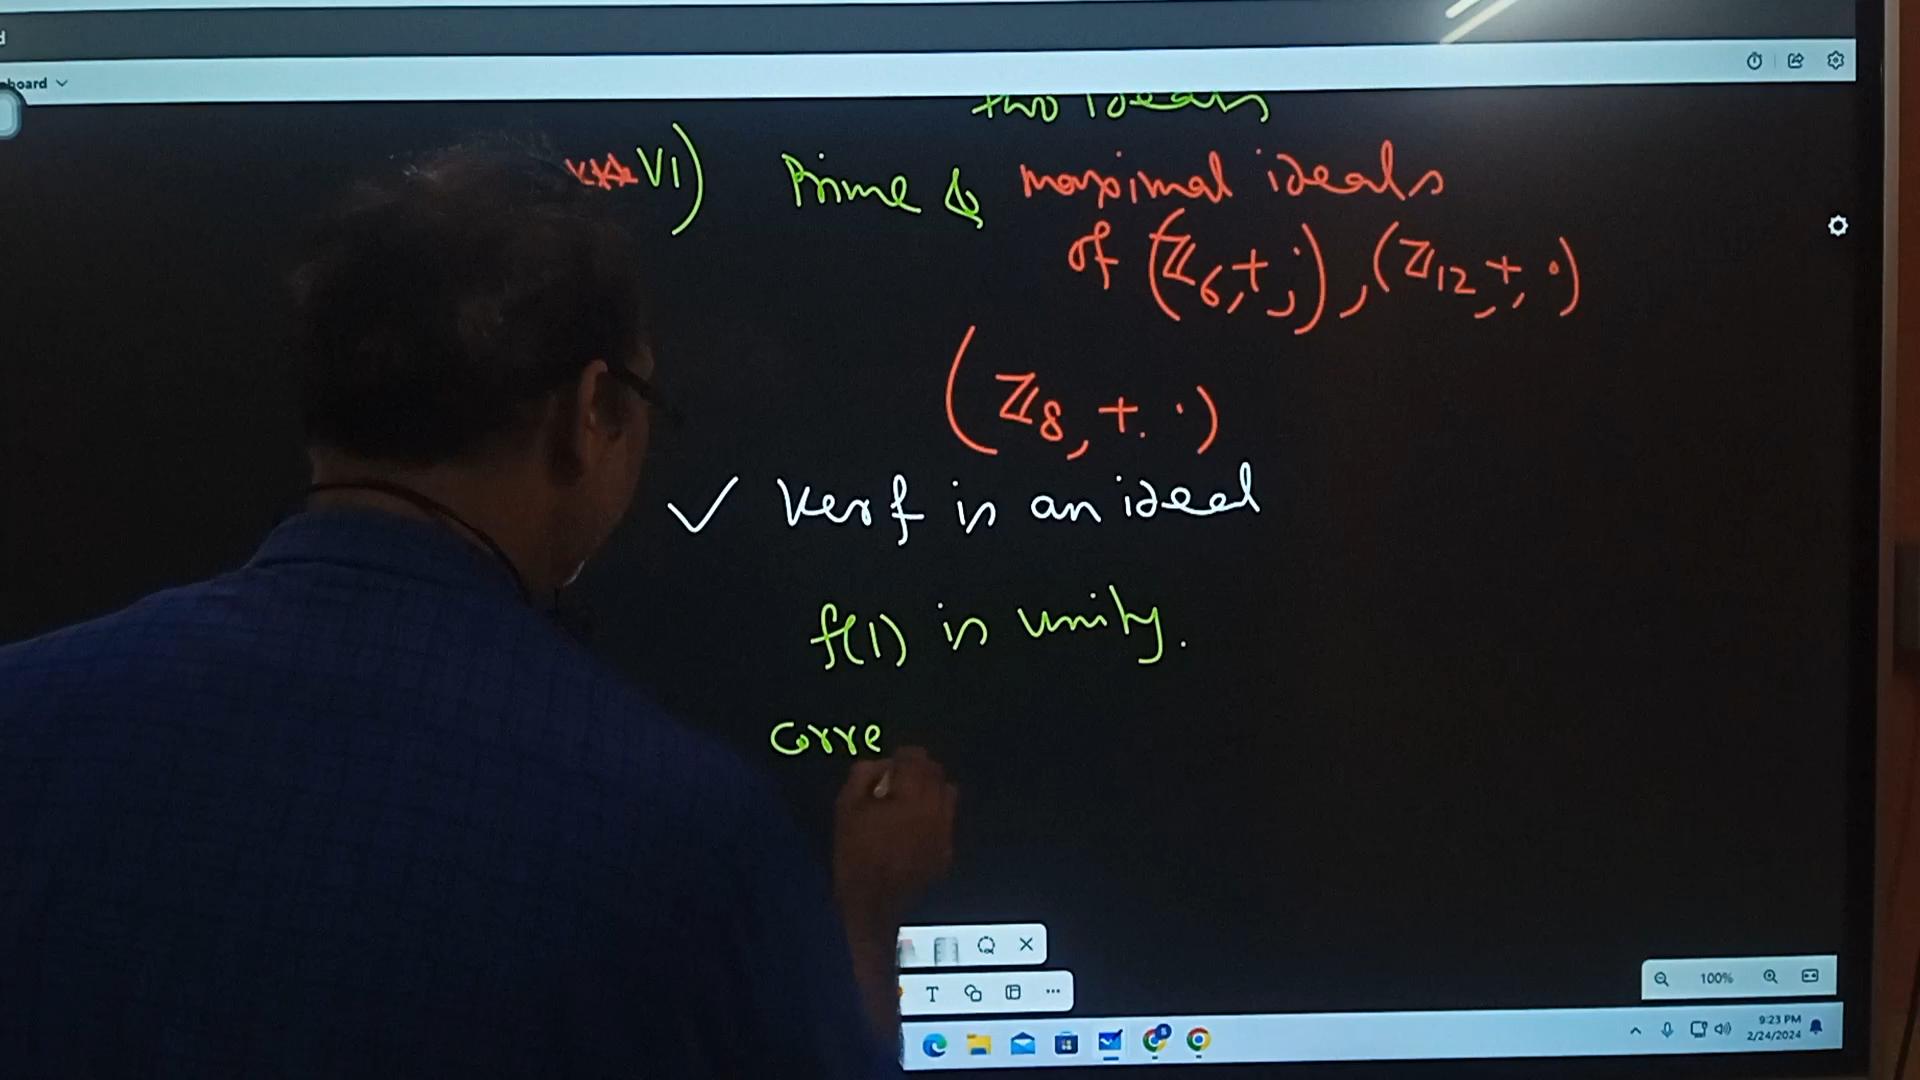 board
two ideals
VI) Prime & maximal ideals
of (Z6, +, ·), (Z12, +, ·)
(Z8, +. ·)
✓ Kerf is an ideal
f(1) is unity.
Corre
T
100%
9:23 PM
2/24/2024